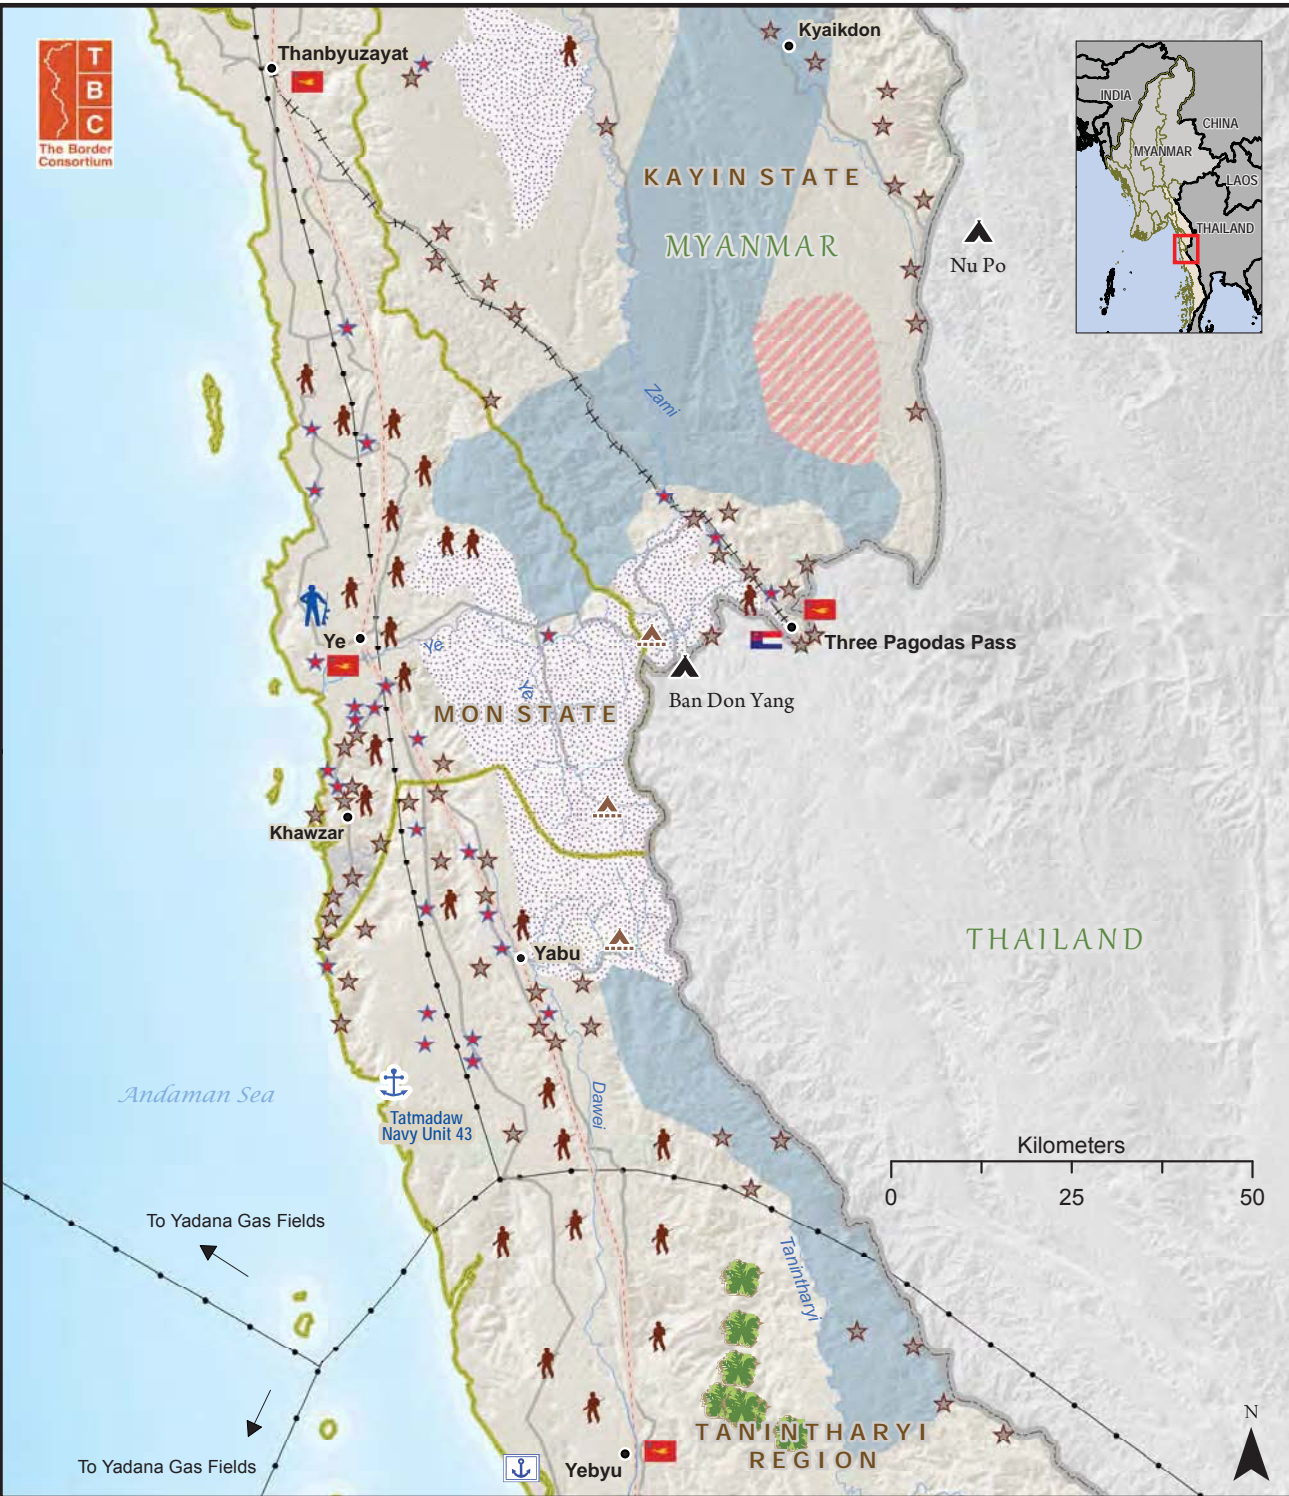 T
B
C
The Border
Consortium
Thanbyuzayat
Kyaikdon
INDIA
CHINA
MYANMAR
LAOS
THAILAND
KAYIN STATE
MYANMAR
Nu Po
Zami
Ye
Ye
Three Pagodas Pass
Ban Don Yang
Ye
MON STATE
Khawzar
Yabu
THAILAND
Andaman Sea
Dawei
Tatmadaw
Navy Unit 43
Kilometers
0 25 50
To Yadana Gas Fields
Tanintharyi
N
TANINTHARYI
REGION
To Yadana Gas Fields
Yebyu